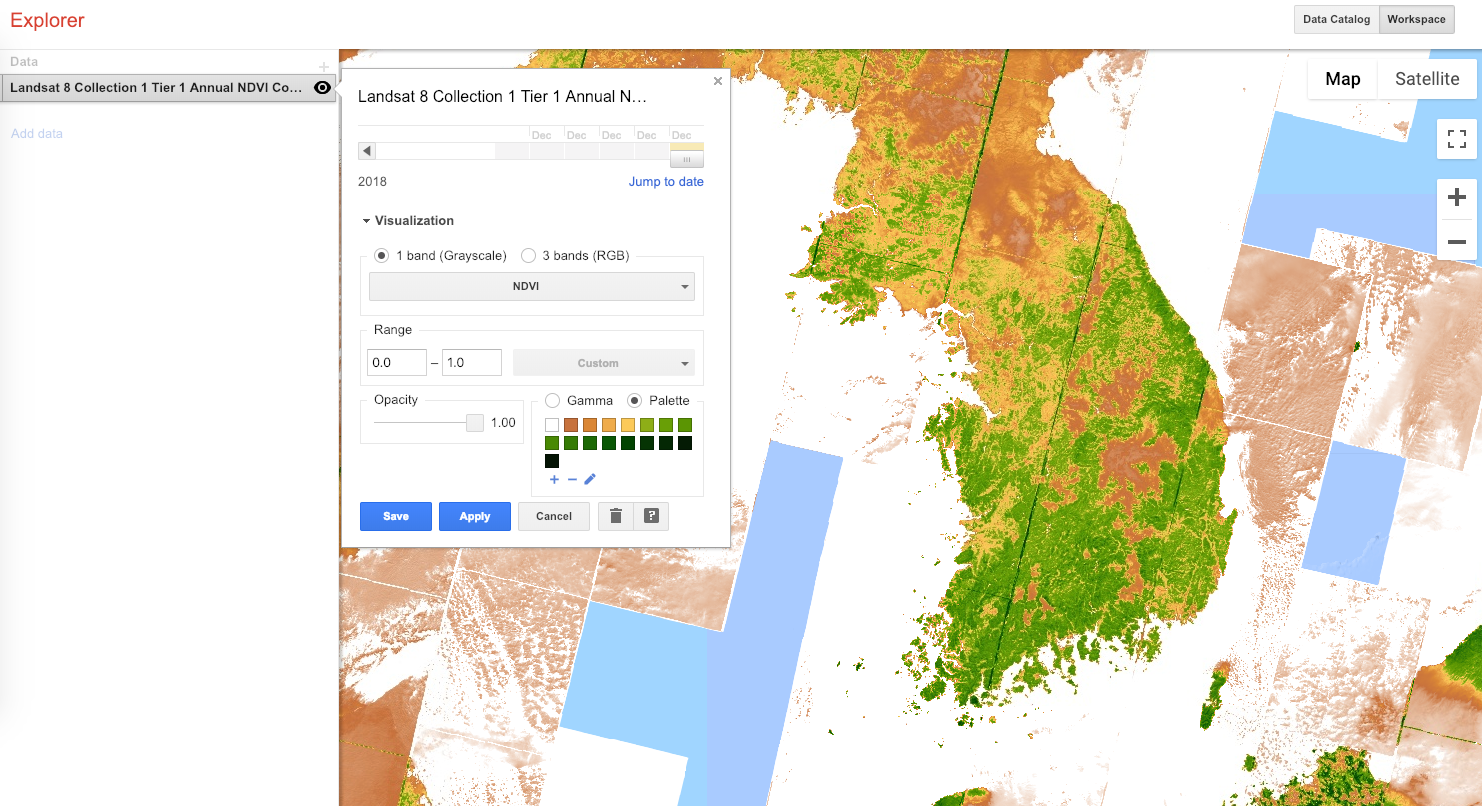 Explorer
Data Catalog
Workspace
Data
+
Landsat 8 Collection 1 Tier 1 Annual NDVI Co...
Add data
×
Landsat 8 Collection 1 Tier 1 Annual N...
Dec Dec Dec Dec Dec
2018
Jump to date
Visualization
1 band (Grayscale)
3 bands (RGB)
NDVI
Range
0.0 – 1.0
Custom
Opacity
1.00
Gamma
Palette
+ −
Save
Apply
Cancel
?
Map
Satellite
+
−